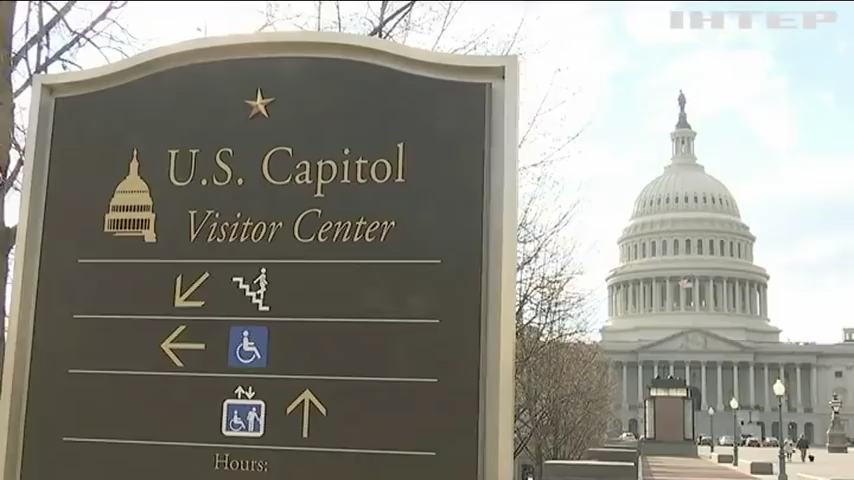 ІНТЕР
U.S. Capitol
Visitor Center
Hours: